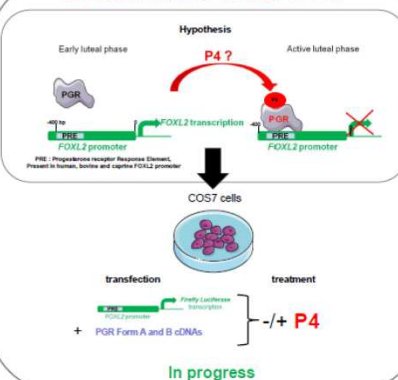 Hypothesis
Early luteal phase
P4 ?
Active luteal phase
PGR
P4
PGR
-400 bp
0
FOXL2 transcription
-400
PRE
PRE
FOXL2 promoter
FOXL2 promoter
PRE : Progesterone receptor Response Element,
Present in human, bovine and caprine FOXL2 promoter
COS7 cells
transfection
treatment
Firefly Luciferase
transcription
PRE
FOXL2 promoter
-/+ P4
+ PGR Form A and B cDNAs
In progress